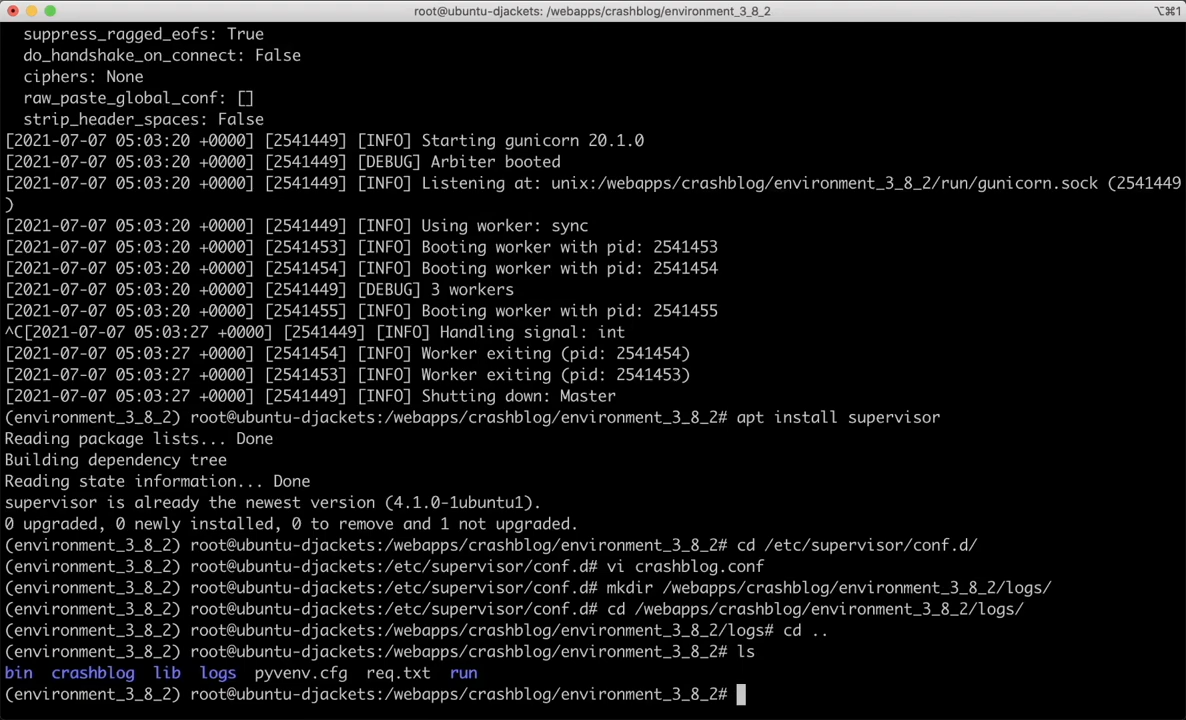 root@ubuntu-djackets: /webapps/crashblog/environment_3_8_2
⌥⌘1
suppress_ragged_eofs: True
do_handshake_on_connect: False
ciphers: None
raw_paste_global_conf: []
strip_header_spaces: False
[2021-07-07 05:03:20 +0000] [2541449] [INFO] Starting gunicorn 20.1.0
[2021-07-07 05:03:20 +0000] [2541449] [DEBUG] Arbiter booted
[2021-07-07 05:03:20 +0000] [2541449] [INFO] Listening at: unix:/webapps/crashblog/environment_3_8_2/run/gunicorn.sock (2541449
)
[2021-07-07 05:03:20 +0000] [2541449] [INFO] Using worker: sync
[2021-07-07 05:03:20 +0000] [2541453] [INFO] Booting worker with pid: 2541453
[2021-07-07 05:03:20 +0000] [2541454] [INFO] Booting worker with pid: 2541454
[2021-07-07 05:03:20 +0000] [2541449] [DEBUG] 3 workers
[2021-07-07 05:03:20 +0000] [2541455] [INFO] Booting worker with pid: 2541455
^C[2021-07-07 05:03:27 +0000] [2541449] [INFO] Handling signal: int
[2021-07-07 05:03:27 +0000] [2541454] [INFO] Worker exiting (pid: 2541454)
[2021-07-07 05:03:27 +0000] [2541453] [INFO] Worker exiting (pid: 2541453)
[2021-07-07 05:03:27 +0000] [2541449] [INFO] Shutting down: Master
(environment_3_8_2) root@ubuntu-djackets:/webapps/crashblog/environment_3_8_2# apt install supervisor
Reading package lists... Done
Building dependency tree
Reading state information... Done
supervisor is already the newest version (4.1.0-1ubuntu1).
0 upgraded, 0 newly installed, 0 to remove and 1 not upgraded.
(environment_3_8_2) root@ubuntu-djackets:/webapps/crashblog/environment_3_8_2# cd /etc/supervisor/conf.d/
(environment_3_8_2) root@ubuntu-djackets:/etc/supervisor/conf.d# vi crashblog.conf
(environment_3_8_2) root@ubuntu-djackets:/etc/supervisor/conf.d# mkdir /webapps/crashblog/environment_3_8_2/logs/
(environment_3_8_2) root@ubuntu-djackets:/etc/supervisor/conf.d# cd /webapps/crashblog/environment_3_8_2/logs/
(environment_3_8_2) root@ubuntu-djackets:/webapps/crashblog/environment_3_8_2/logs# cd ..
(environment_3_8_2) root@ubuntu-djackets:/webapps/crashblog/environment_3_8_2# ls
bin crashblog lib logs pyvenv.cfg req.txt run
(environment_3_8_2) root@ubuntu-djackets:/webapps/crashblog/environment_3_8_2#